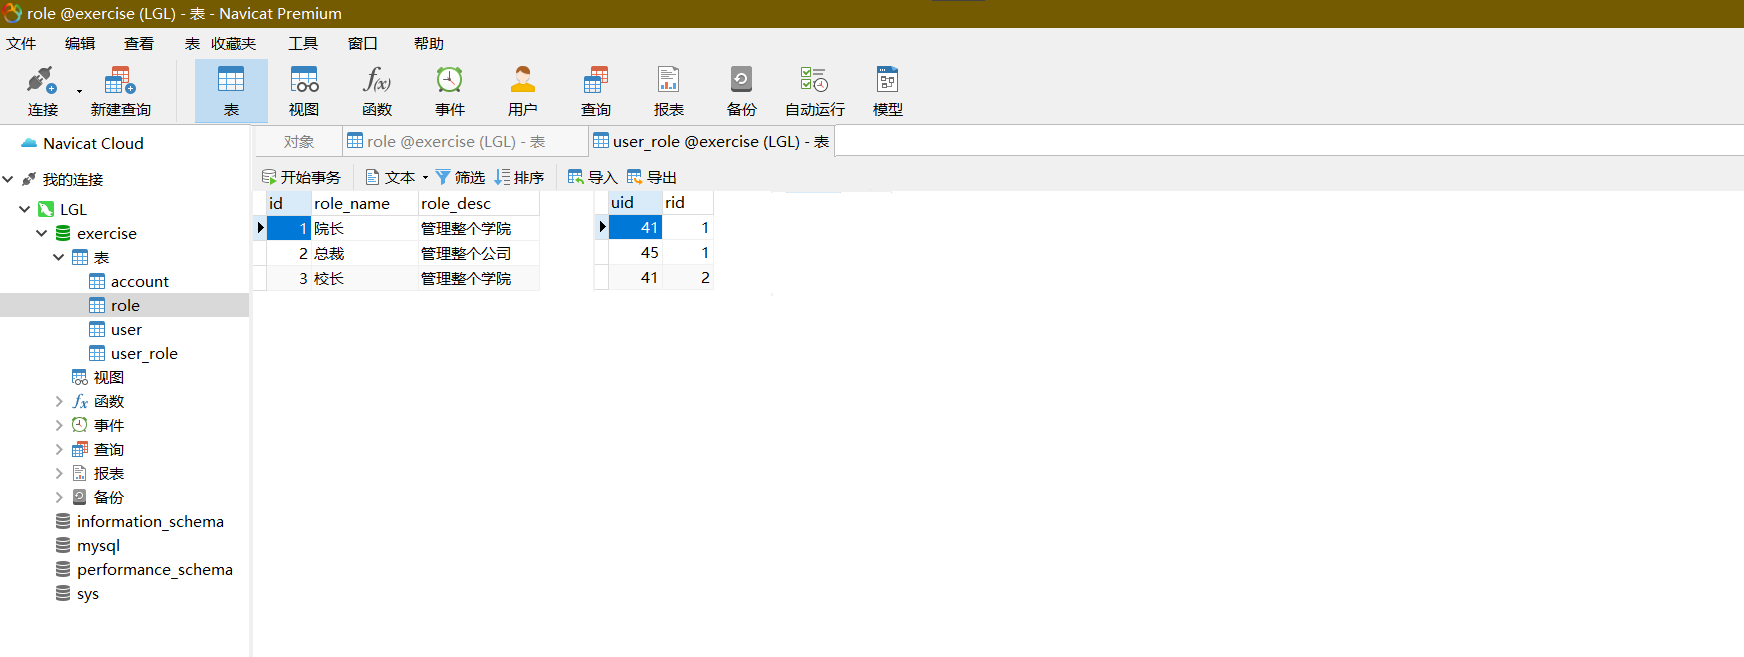 role @exercise (LGL) - 表 - Navicat Premium
文件 编辑 查看 表 收藏夹 工具 窗口 帮助
连接 新建查询 表 视图 函数 事件 用户 查询 报表 备份 自动运行 模型
Navicat Cloud
我的连接
LGL
exercise
表
account
role
user
user_role
视图
函数
事件
查询
报表
备份
information_schema
mysql
performance_schema
sys
对象 role @exercise (LGL) - 表 user_role @exercise (LGL) - 表
开始事务 文本 筛选 排序 导入 导出
id role_name role_desc
1 院长 管理整个学院
2 总裁 管理整个公司
3 校长 管理整个学院
uid rid
41 1
45 1
41 2